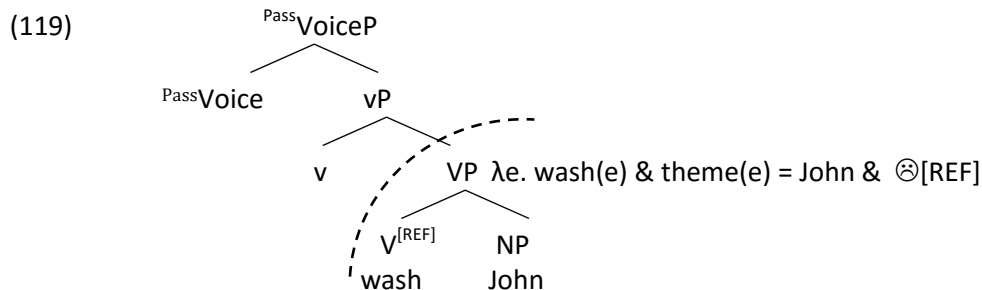 (119) ᴾᵃˢˢVoiceP
ᴾᵃˢˢVoice vP
v VP λe. wash(e) & theme(e) = John & ☹[REF]
V[REF] NP
wash John